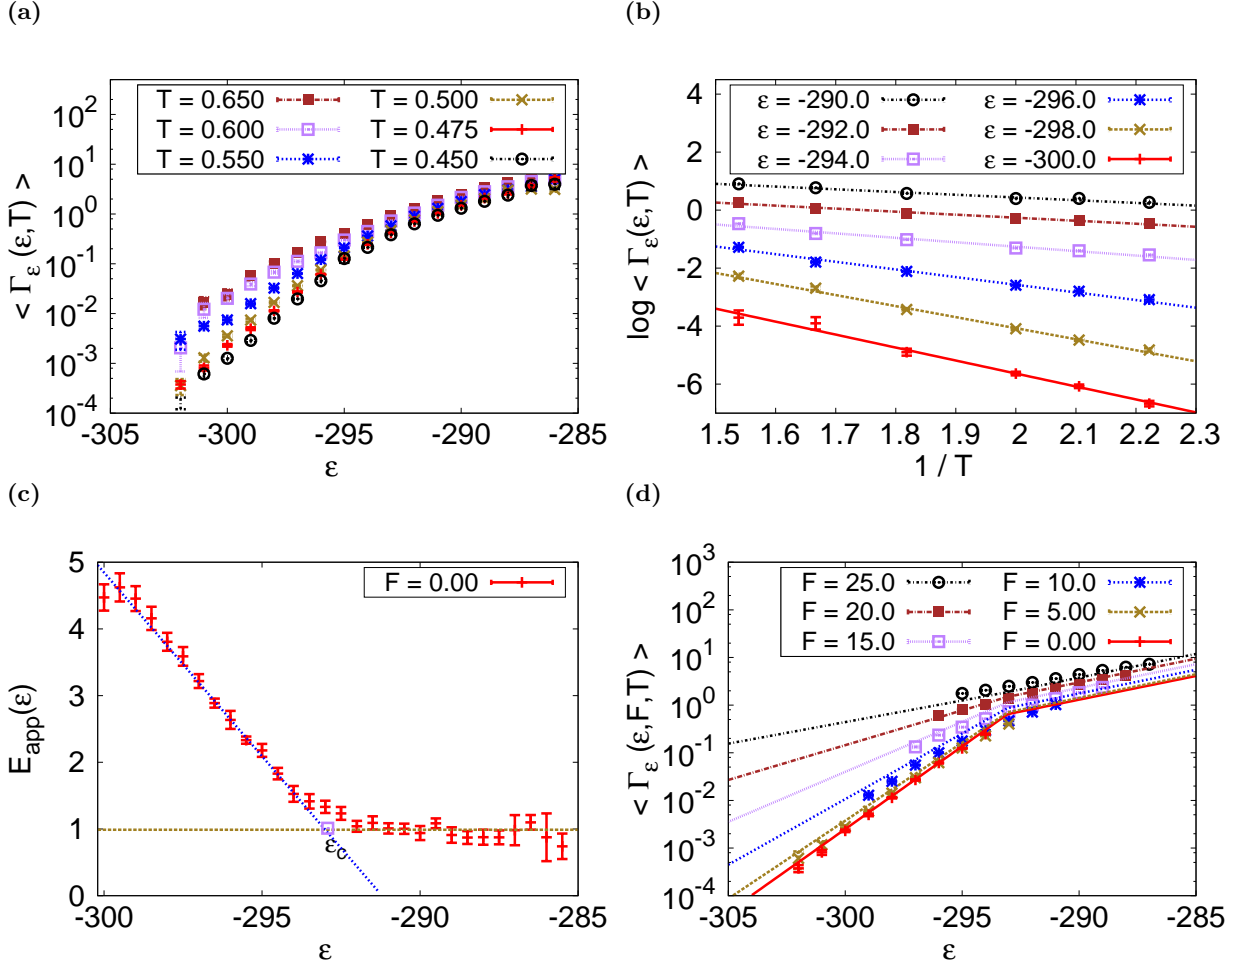 (a)
< Γε(ε,T) >
10^2
10^1
10^0
10^-1
10^-2
10^-3
10^-4
T = 0.650
T = 0.600
T = 0.550
T = 0.500
T = 0.475
T = 0.450
-305
-300
-295
-290
-285
ε
(b)
log < Γε(ε,T) >
4
2
0
-2
-4
-6
ε = -290.0
ε = -292.0
ε = -294.0
ε = -296.0
ε = -298.0
ε = -300.0
1.5
1.6
1.7
1.8
1.9
2
2.1
2.2
2.3
1 / T
(c)
E_app(ε)
5
4
3
2
1
0
F = 0.00
εc
-300
-295
-290
-285
ε
(d)
< Γε(ε,F,T) >
10^3
10^2
10^1
10^0
10^-1
10^-2
10^-3
10^-4
F = 25.0
F = 20.0
F = 15.0
F = 10.0
F = 5.00
F = 0.00
-305
-300
-295
-290
-285
ε